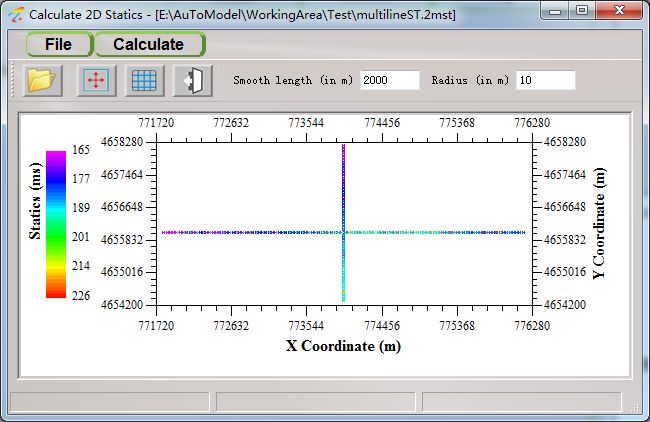 Calculate 2D Statics - [E:\AuToModel\WorkingArea\Test\multilineST.2mst]
File Calculate
Smooth length (in m) 2000 Radius (in m) 10
771720 772632 773544 774456 775368 776280
Statics (ms)
165
177
189
201
214
226
4658280
4657464
4656648
4655832
4655016
4654200
4658280
4657464
4656648
4655832
4655016
4654200
Y Coordinate (m)
771720 772632 773544 774456 775368 776280
X Coordinate (m)